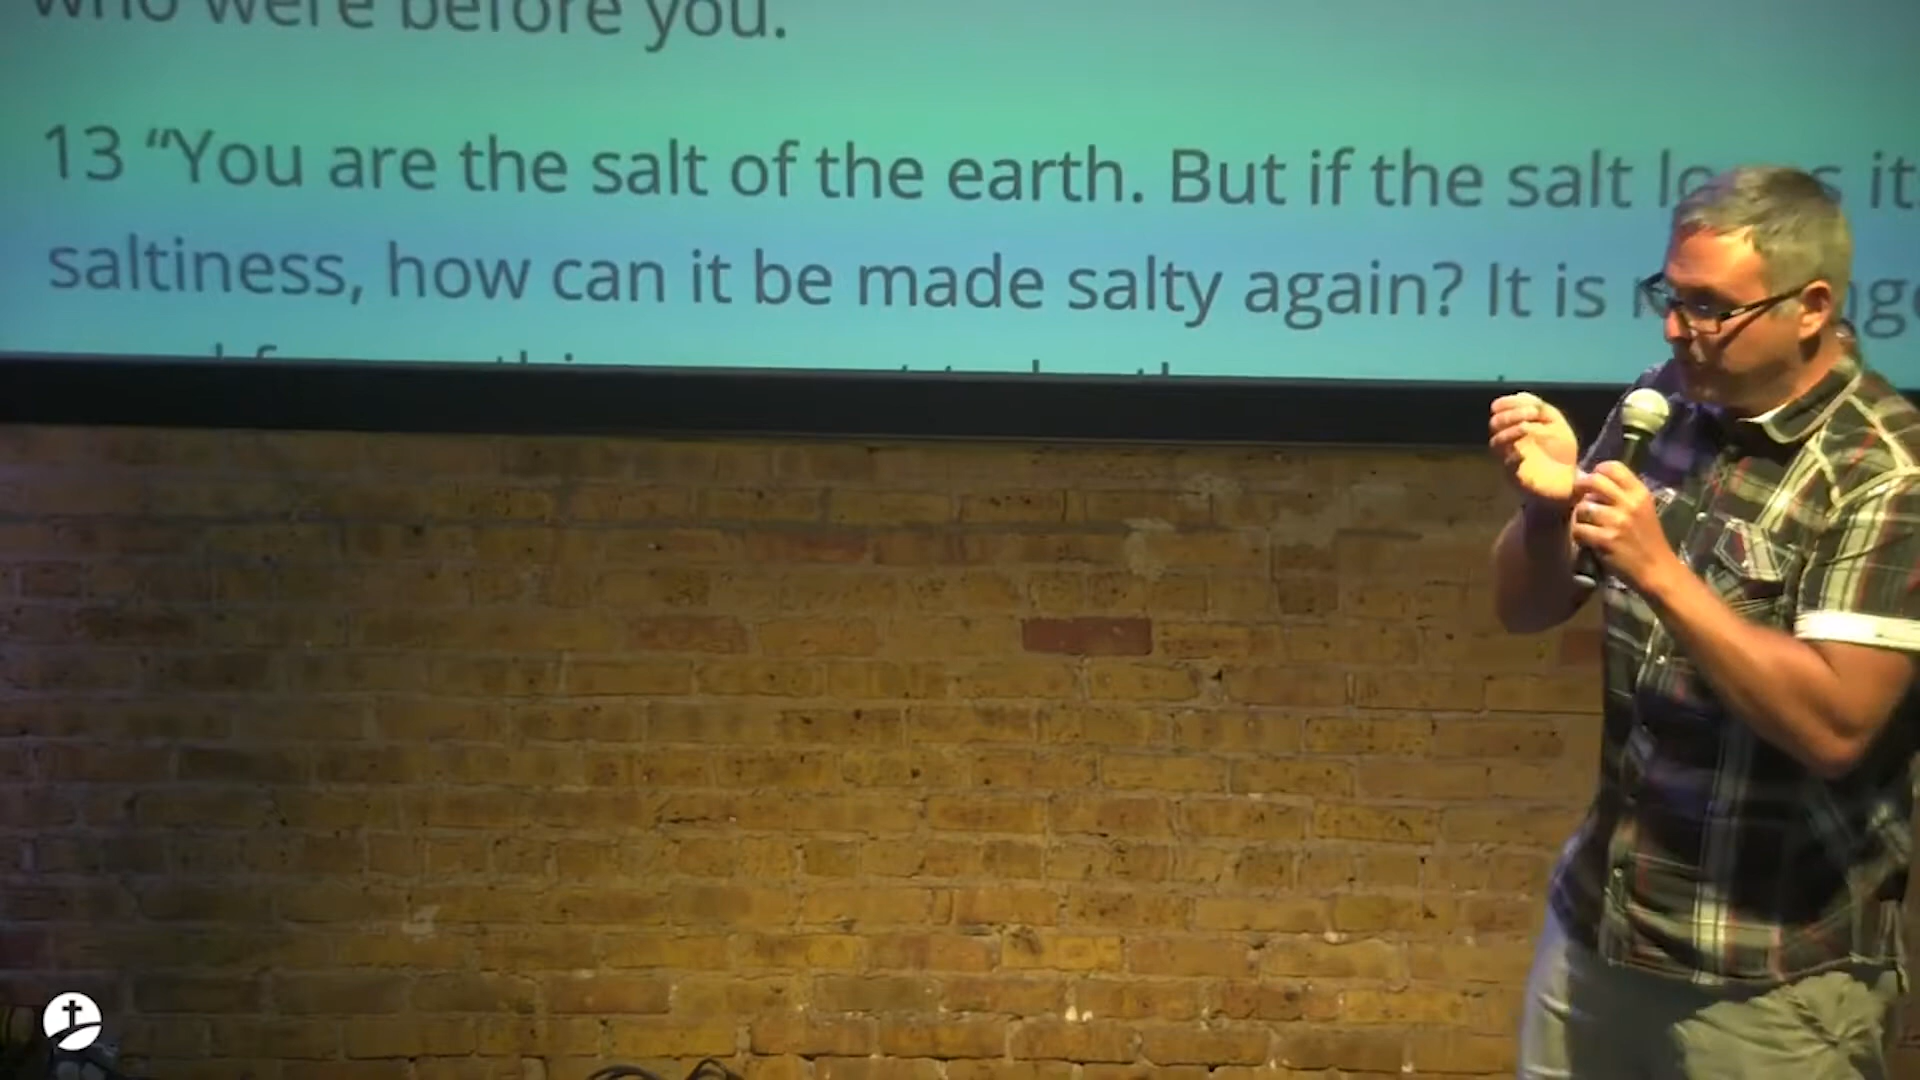 who were before you.
13 “You are the salt of the earth. But if the salt it
saltiness, how can it be made salty again? It is